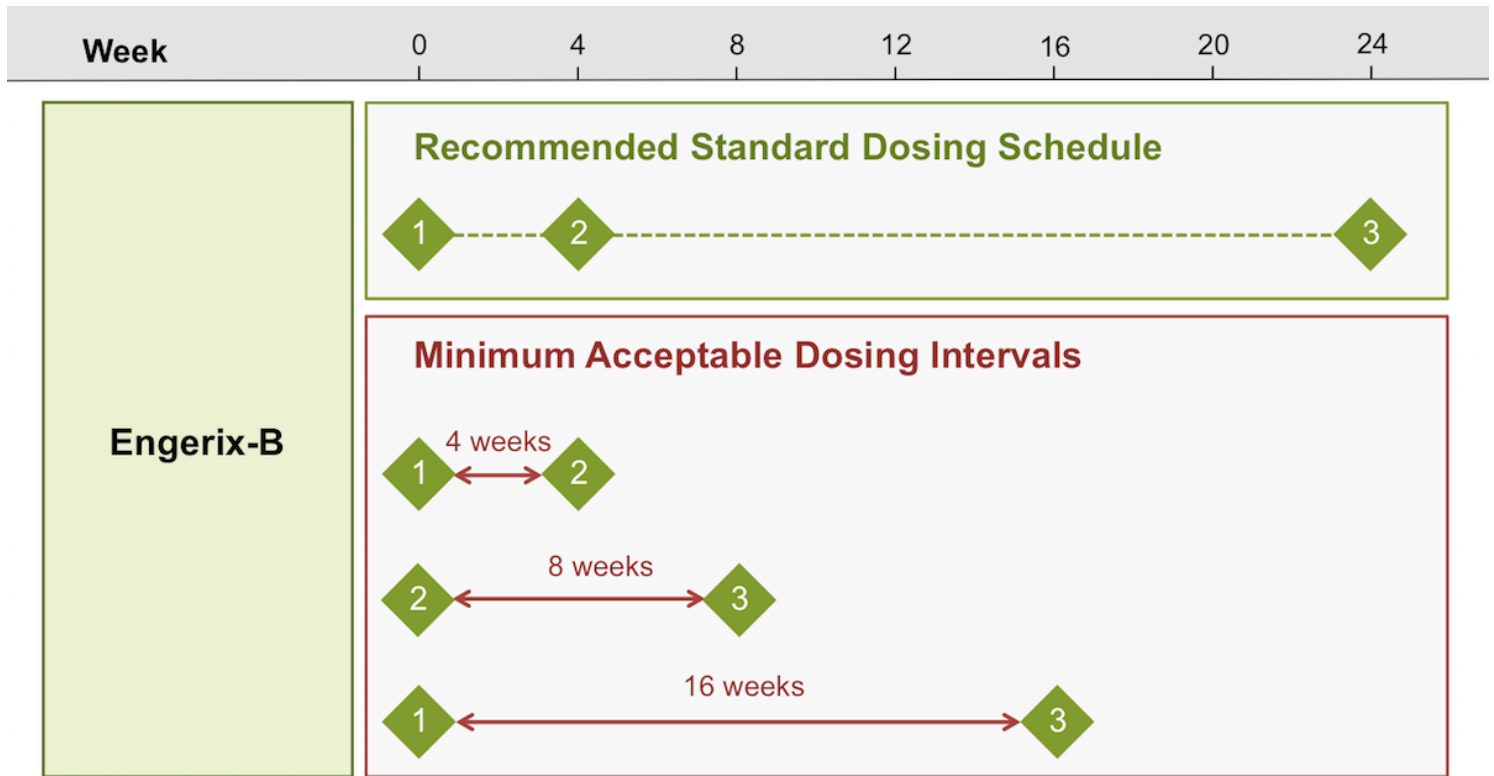 Week 0 4 8 12 16 20 24
Recommended Standard Dosing Schedule
1 2 3
Engerix-B
Minimum Acceptable Dosing Intervals
4 weeks
1 2
8 weeks
2 3
16 weeks
1 3